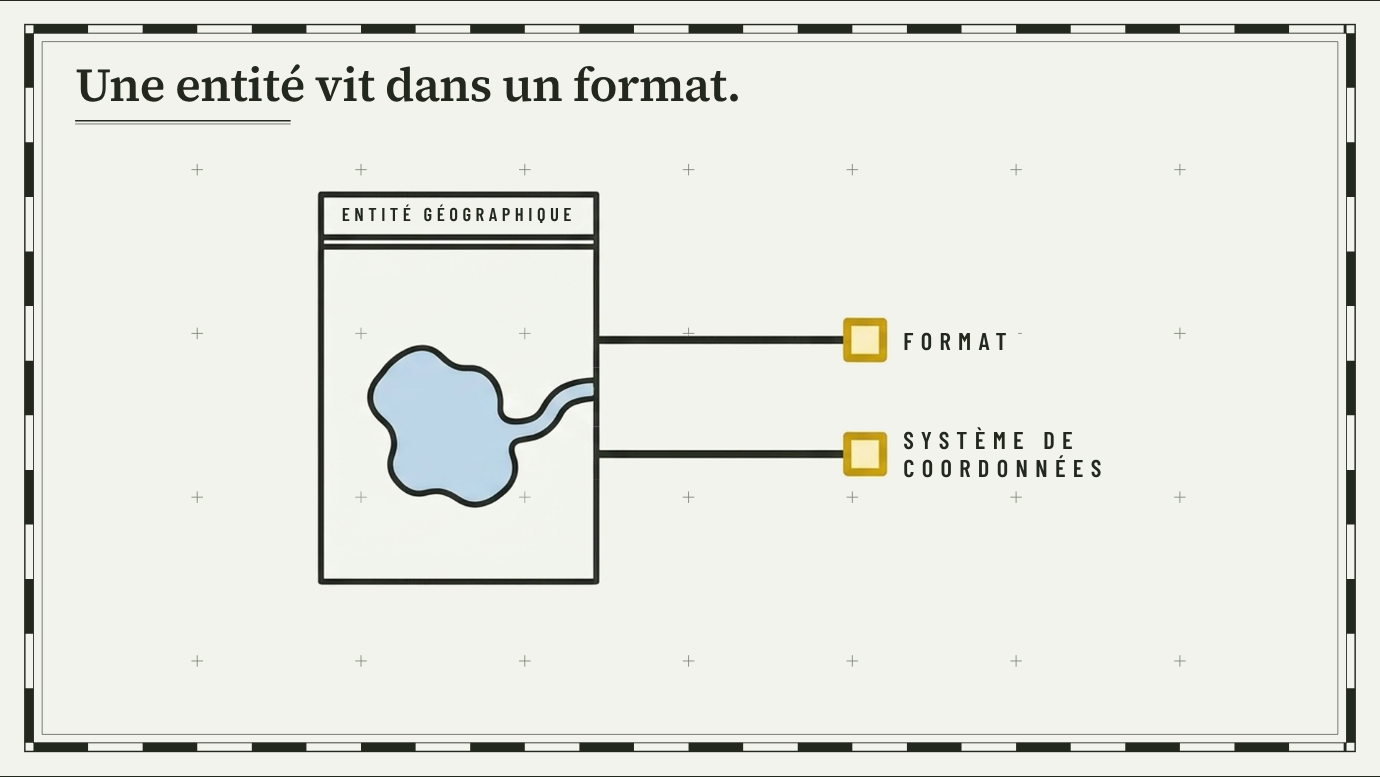 Une entité vit dans un format.
ENTITÉ GÉOGRAPHIQUE
FORMAT
SYSTÈME DE
COORDONNÉES